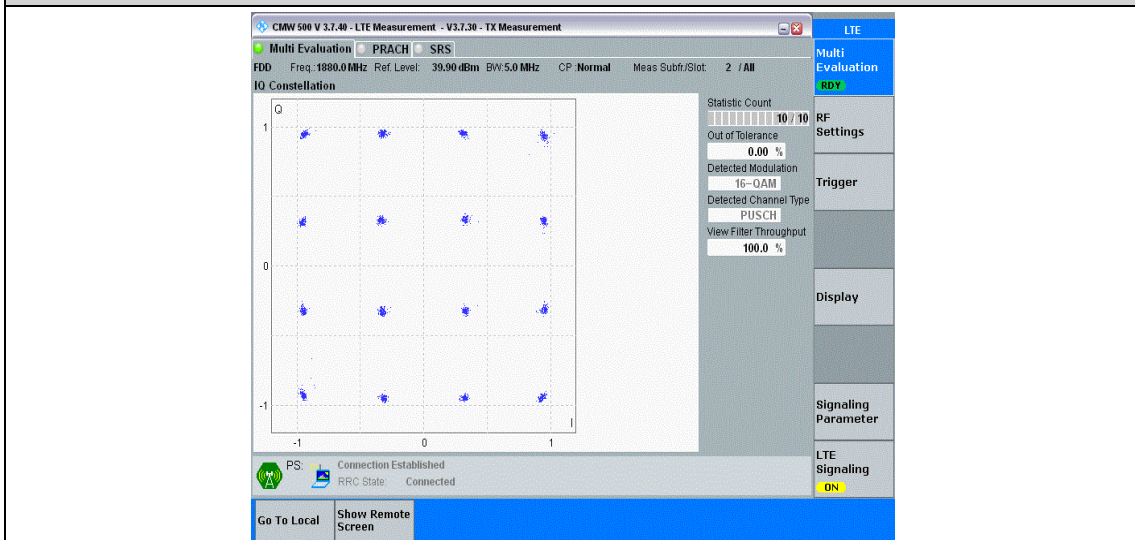 CMW 500 V 3.7.40 - LTE Measurement - V3.7.30 - TX Measurement
LTE
Multi Evaluation PRACH SRS
Multi
Evaluation
RDY
FDD Freq.:1880.0 MHz Ref. Level: 39.90 dBm BW:5.0 MHz CP :Normal Meas Subfr./Slot: 2 / All
IQ Constellation
Q
1
0
-1
-1 0 1
I
Statistic Count
10 / 10
Out of Tolerance
0.00 %
Detected Modulation
16-QAM
Detected Channel Type
PUSCH
View Filter Throughput
100.0 %
RF
Settings
Trigger
Display
Signaling
Parameter
LTE
Signaling
ON
PS: Connection Established
RRC State: Connected
Go To Local
Show Remote
Screen